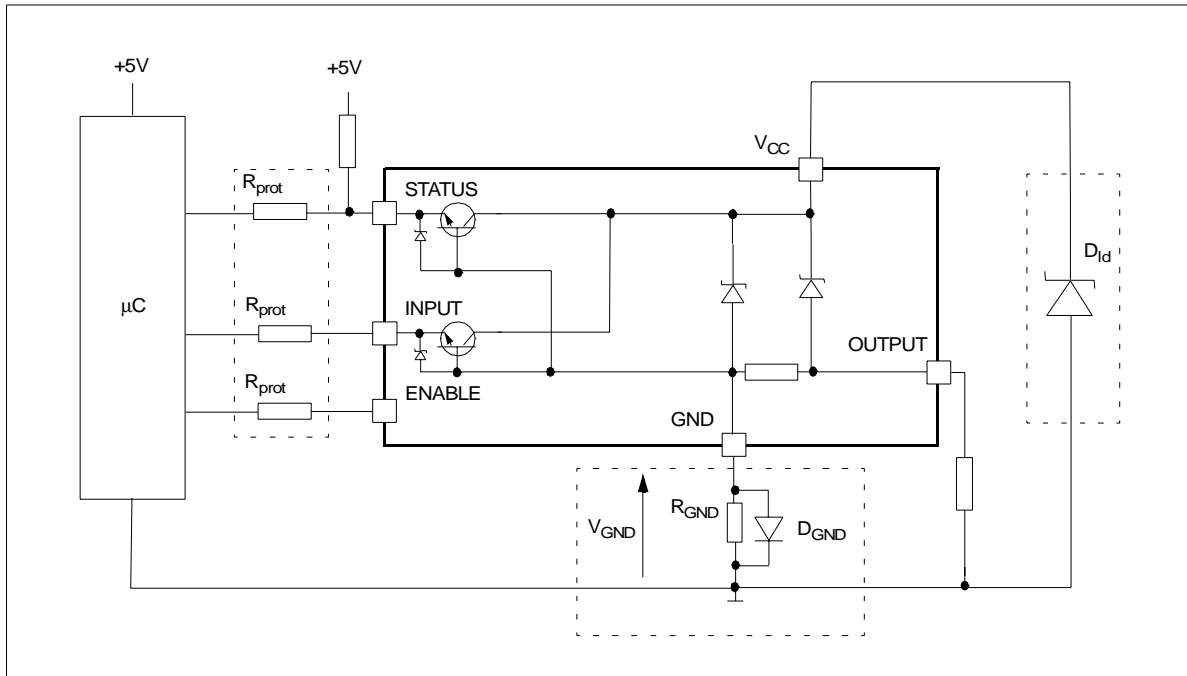 +5V
+5V
V_CC
R_prot
STATUS
D_ld
μC
R_prot
INPUT
OUTPUT
R_prot
ENABLE
GND
R_GND
V_GND
D_GND